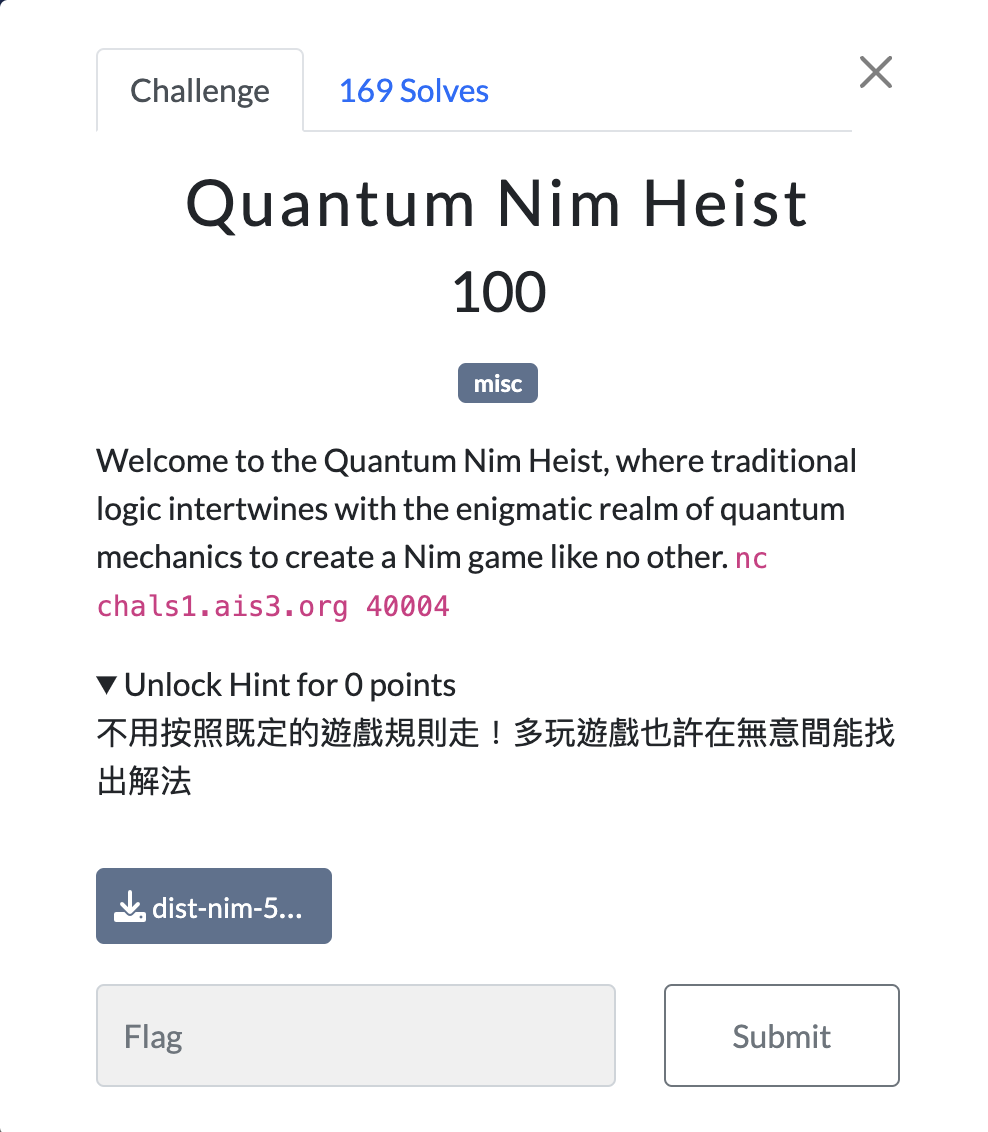 Challenge
169 Solves
Quantum Nim Heist
100
misc
Welcome to the Quantum Nim Heist, where traditional
logic intertwines with the enigmatic realm of quantum
mechanics to create a Nim game like no other. nc
chals1.ais3.org 40004
▼ Unlock Hint for 0 points
不用按照既定的遊戲規則走！多玩遊戲也許在無意間能找
出解法
dist-nim-5...
Flag
Submit